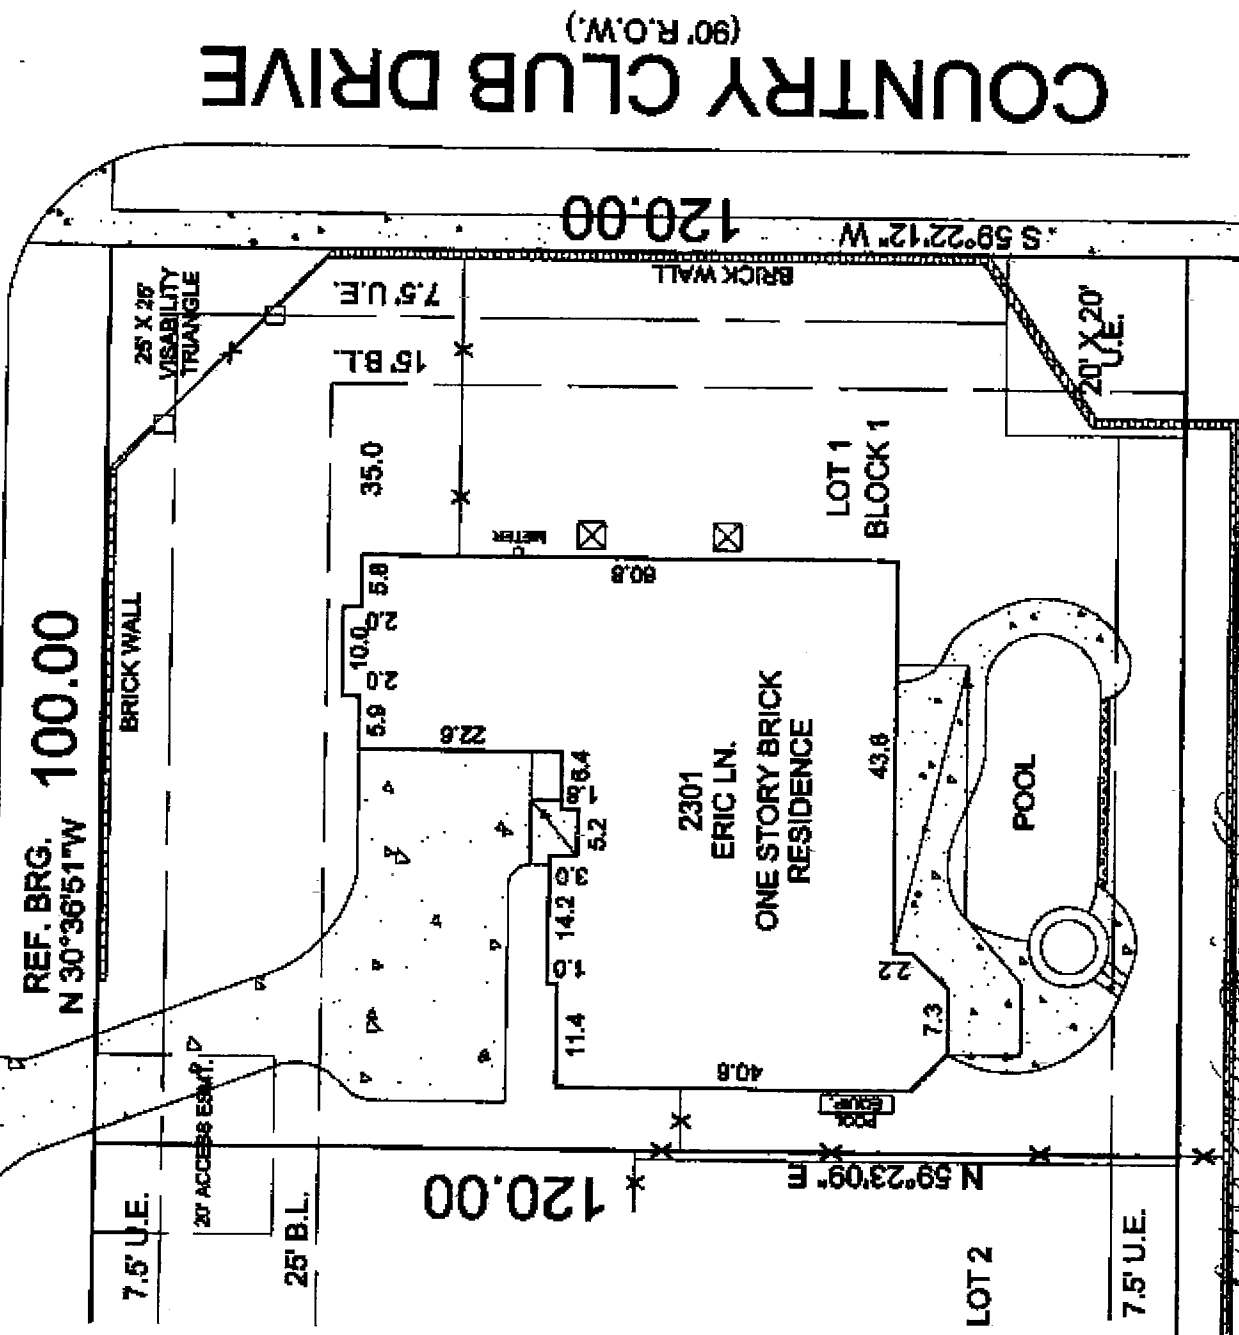 COUNTRY CLUB DRIVE
(90' R.O.W.)
120.00
S 59°22'12" W
BRICK WALL
7.5' U.E.
15' B.L.
25' X 25'
VISABILITY
TRIANGLE
20' X 20'
U.E.
35.0
LOT 1
BLOCK 1
METER
60.8
5.8
2.0
10.0
2.0
5.9
22.6
6.4
5.2
3.0
14.2
1.0
11.4
40.8
7.3
2.2
43.6
2301
ERIC LN.
ONE STORY BRICK
RESIDENCE
POOL
POOL
EQUIP.
REF. BRG.
N 30°36'51"W
100.00
BRICK WALL
20' ACCESS ESMT.
7.5' U.E.
25' B.L.
120.00
N 59°23'09" E
LOT 2
7.5' U.E.